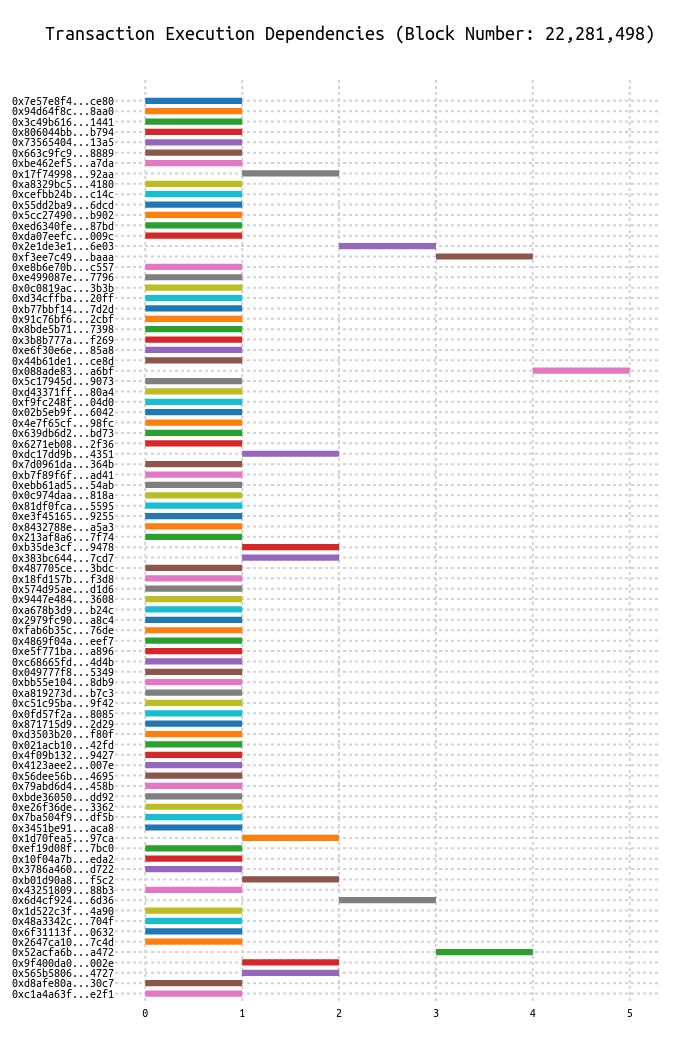 Transaction Execution Dependencies (Block Number: 22,281,498)
0x7e57e8f4...ce80
0x94d64f8c...8aa0
0x3c49b616...1441
0x806044bb...b794
0x73565404...13a5
0x663c9fc9...8889
0xbe462ef5...a7da
0x17f74998...92aa
0xa8329bc5...4180
0xcefbb24b...c14c
0x55dd2ba9...6dcd
0x5cc27490...b902
0xed6340fe...87bd
0xda07eefc...009c
0x2e1de3e1...6e03
0xf3ee7c49...baaa
0xe8b6e70b...c557
0xe499087e...7796
0x0c0819ac...3b3b
0xd34cffba...20ff
0xb77bbf14...7d2d
0x91c76bf6...2cbf
0x8bde5b71...7398
0x3b8b777a...f269
0xe6f30e6e...85a8
0x44b61de1...ce8d
0x088ade83...a6bf
0x5c17945d...9073
0xd43371ff...80a4
0xf9fc248f...04d0
0x02b5eb9f...6042
0x4e7f65cf...98fc
0x639db6d2...bd73
0x6271eb08...2f36
0xdc17dd9b...4351
0x7d0961da...364b
0xb7f89f6f...ad41
0xebb61ad5...54ab
0x0c974daa...818a
0x81df0fca...5595
0xe3f45165...9255
0x8432788e...a5a3
0x213af8a6...7f74
0xb35de3cf...9478
0x383bc644...7cd7
0x487705ce...3bdc
0x18fd157b...f3d8
0x574d95ae...d1d6
0x9447e484...3608
0xa678b3d9...b24c
0x2979fc90...a8c4
0xfab6b35c...76de
0x4869f04a...eef7
0xe5f771ba...a896
0xc68665fd...4d4b
0x049777f8...5349
0xbb55e104...8db9
0xa819273d...b7c3
0xc51c95ba...9f42
0x0fd57f2a...8085
0x871715d9...2d29
0xd3503b20...f80f
0x021acb10...42fd
0x4f09b132...9427
0x4123aee2...007e
0x56dee56b...4695
0x79abd6d4...458b
0xbde36050...dd92
0xe26f36de...3362
0x7ba504f9...df5b
0x3451be91...aca8
0x1d70fea5...97ca
0xef19d08f...7bc0
0x10f04a7b...eda2
0x3786a460...d722
0xb01d90a8...f5c2
0x43251809...88b3
0x6d4cf924...6d36
0x1d522c3f...4a90
0x48a3342c...704f
0x6f31113f...0632
0x2647ca10...7c4d
0x52acfa6b...a472
0x9f400da0...002e
0x565b5806...4727
0xd8afe80a...30c7
0xc1a4a63f...e2f1
0 1 2 3 4 5